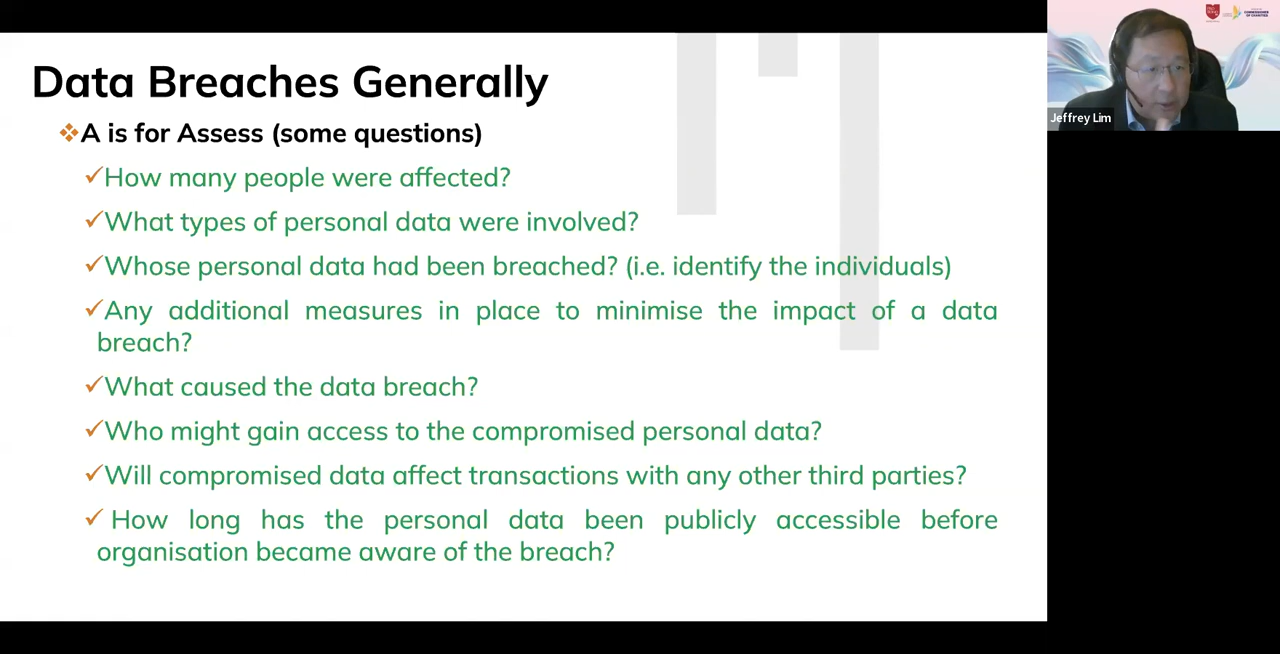 Data Breaches Generally
A is for Assess (some questions)
How many people were affected?
What types of personal data were involved?
Whose personal data had been breached? (i.e. identify the individuals)
Any additional measures in place to minimise the impact of a data
breach?
What caused the data breach?
Who might gain access to the compromised personal data?
Will compromised data affect transactions with any other third parties?
How long has the personal data been publicly accessible before
organisation became aware of the breach?
COMMISSIONER
OF CHARITIES
Jeffrey Lim